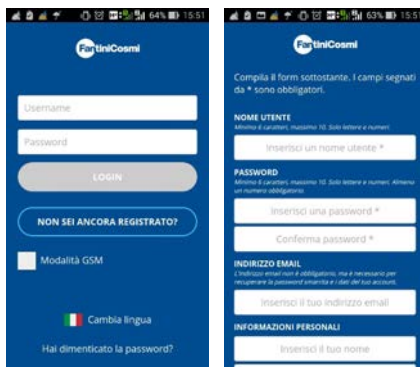 64% 15:51
FantiniCosmi
Username
Password
LOGIN
NON SEI ANCORA REGISTRATO?
Modalità GSM
Cambia lingua
Hai dimenticato la password?
63% 15:51
FantiniCosmi
Compila il form sottostante. I campi segnati
da * sono obbligatori.
NOME UTENTE
Minimo 6 caratteri, massimo 10. Solo lettere e numeri.
Inserisci un nome utente *
PASSWORD
Minimo 6 caratteri, massimo 10. Solo lettere e numeri. Almeno
un numero obbligatorio.
Inserisci una password *
Conferma password *
INDIRIZZO EMAIL
L'indirizzo email non è obbligatorio, ma è necessario per
recuperare la password smarrita e i dati del tuo account.
Inserisci il tuo indirizzo email
INFORMAZIONI PERSONALI
Inserisci il tuo nome